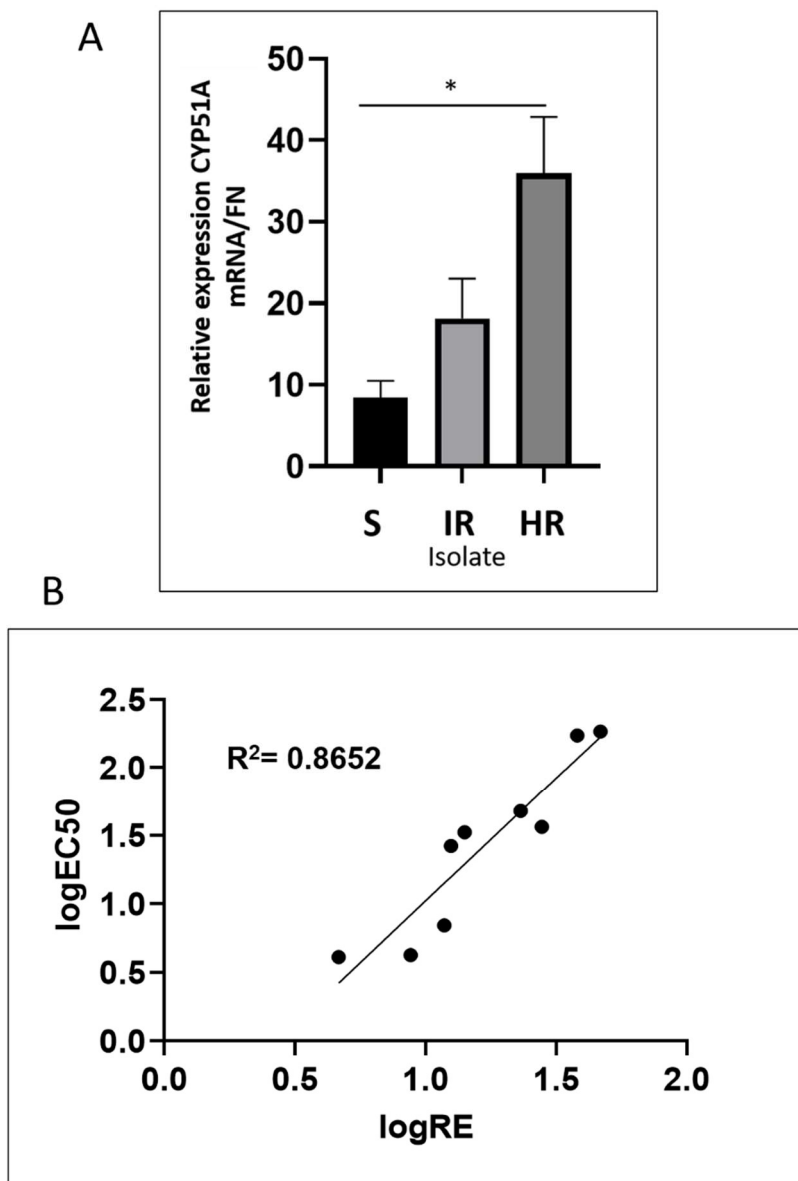 A
Relative expression CYP51A
mRNA/FN
50
40
30
20
10
0
*
S IR HR
Isolate
B
logEC50
2.5
2.0
1.5
1.0
0.5
0.0
R²= 0.8652
0.0 0.5 1.0 1.5 2.0
logRE